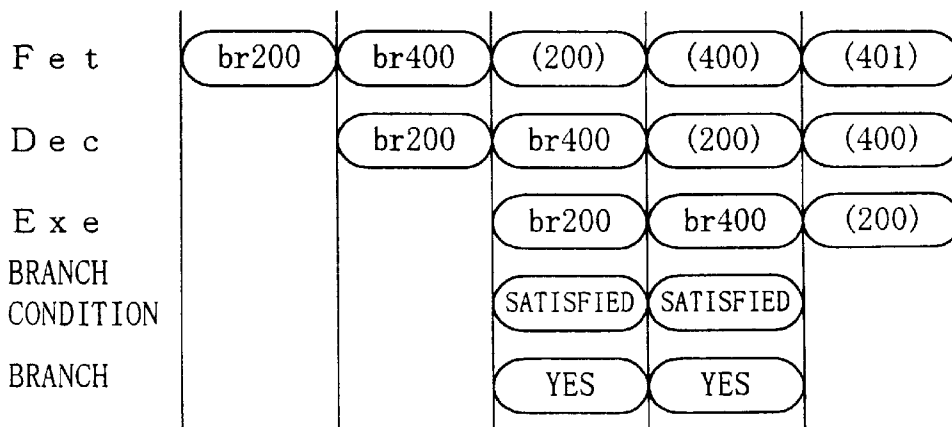 Fet br200 br400 (200) (400) (401)
Dec br200 br400 (200) (400)
Exe br200 br400 (200)
BRANCH
CONDITION SATISFIED SATISFIED
BRANCH YES YES